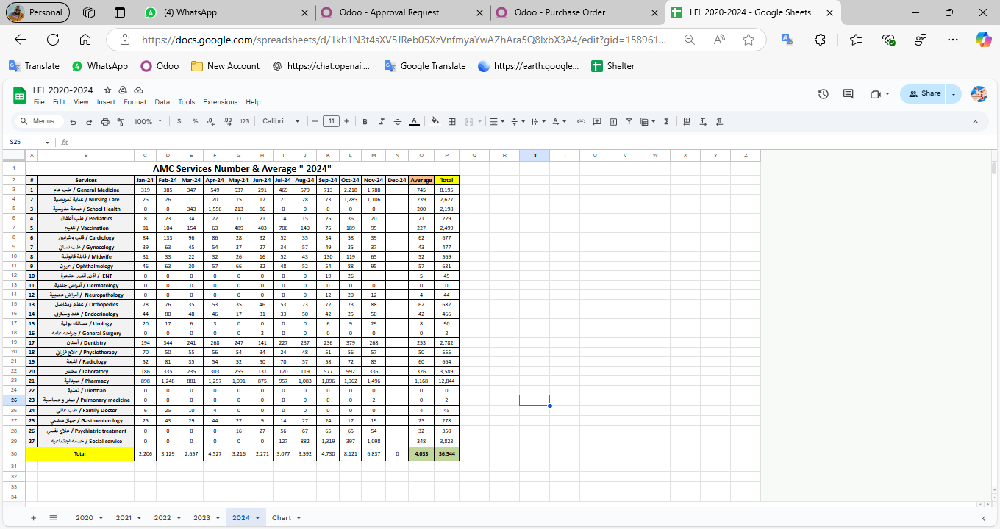 Personal
(4) WhatsApp
Odoo - Approval Request
Odoo - Purchase Order
LFL 2020-2024 - Google Sheets
https://docs.google.com/spreadsheets/d/1kb1N3t4sXV5JReb05XzVnfmyaYwAZhAra5Q8lxbX3A4/edit?gid=158961...
Translate WhatsApp Odoo New Account https://chat.openai.... Google Translate https://earth.google... Shelter
LFL 2020-2024
File Edit View Insert Format Data Tools Extensions Help
Share
Menus 100% $ % .0 .00 123 Calibri 11 B I A
S25 fx
A B C D E F G H I J K L M N O P Q R S T U V W X Y Z
1 AMC Services Number & Average " 2024"
2 # Services Jan-24 Feb-24 Mar-24 Apr-24 May-24 Jun-24 Jul-24 Aug-24 Sep-24 Oct-24 Nov-24 Dec-24 Average Total
3 1 طب عام / General Medicine 319 385 347 549 537 291 469 579 713 2,218 1,788 745 8,195
4 2 عناية تمريضية / Nursing Care 25 26 11 20 15 17 21 28 73 1,285 1,106 239 2,627
5 3 صحة مدرسية / School Health 0 0 343 1,556 213 86 0 0 0 0 0 200 2,198
6 4 طب أطفال / Pediatrics 8 23 34 22 11 21 14 15 25 36 20 21 229
7 5 تلقيح / Vaccination 81 104 154 63 489 403 706 140 75 189 95 227 2,499
8 6 قلب وشرايين / Cardiology 84 133 96 86 28 32 52 35 34 58 39 62 677
9 7 طب نسائي / Gynecology 39 63 45 54 37 27 34 57 49 35 37 43 477
10 8 قابلة قانونية / Midwife 31 33 22 32 26 16 52 43 130 119 65 52 569
11 9 عيون / Ophthalmology 46 63 30 57 66 32 48 52 54 88 95 57 631
12 10 أذن, أنف, حنجرة / ENT 0 0 0 0 0 0 0 0 19 26 5 45
13 11 أمراض جلدية / Dermatology 0 0 0 0 0 0 0 0 0 0 0 0 0
14 12 أمراض عصبية / Neuropathology 0 0 0 0 0 0 0 0 12 20 12 4 44
15 13 عظام ومفاصل / Orthopedics 78 76 35 53 35 46 53 73 72 73 88 62 682
16 14 غدد وسكري / Endocrinology 44 80 48 46 17 31 33 50 42 25 50 42 466
17 15 مسالك بولية / Urology 20 17 6 3 0 0 0 0 6 9 29 8 90
18 16 جراحة عامة / General Surgery 0 0 0 0 0 2 0 0 0 0 0 0 2
19 17 أسنان / Dentistry 194 344 241 268 247 141 227 237 236 379 268 253 2,782
20 18 علاج فزيائي / Physiotherapy 70 50 55 56 54 34 24 48 51 56 57 50 555
21 19 أشعة / Radiology 52 81 35 54 52 50 70 57 58 72 83 60 664
22 20 مختبر / Laboratory 186 335 235 303 255 131 120 119 577 992 336 326 3,589
23 21 صيدلية / Pharmacy 898 1,248 881 1,257 1,091 875 957 1,083 1,096 1,962 1,496 1,168 12,844
24 22 تغذية / Dietitian 0 0 0 0 0 0 0 0 0 0 0 0 0
25 23 صدر وحساسية / Pulmonary medicine 0 0 0 0 0 0 0 0 0 0 2 0 2
26 24 طب عائلي / Family Doctor 6 25 10 4 0 0 0 0 0 0 0 4 45
27 25 جهاز هضمي / Gastroenterology 25 43 29 44 27 9 14 27 24 17 19 25 278
28 26 علاج نفسي / Psychiatric treatment 0 0 0 0 16 27 56 67 65 65 54 32 350
29 27 خدمة اجتماعية / Social service 0 0 0 0 0 0 127 882 1,319 397 1,098 348 3,823
30 Total 2,206 3,129 2,657 4,527 3,216 2,271 3,077 3,592 4,730 8,121 6,837 0 4,033 36,544
31
32
33
34
2020 2021 2022 2023 2024 Chart